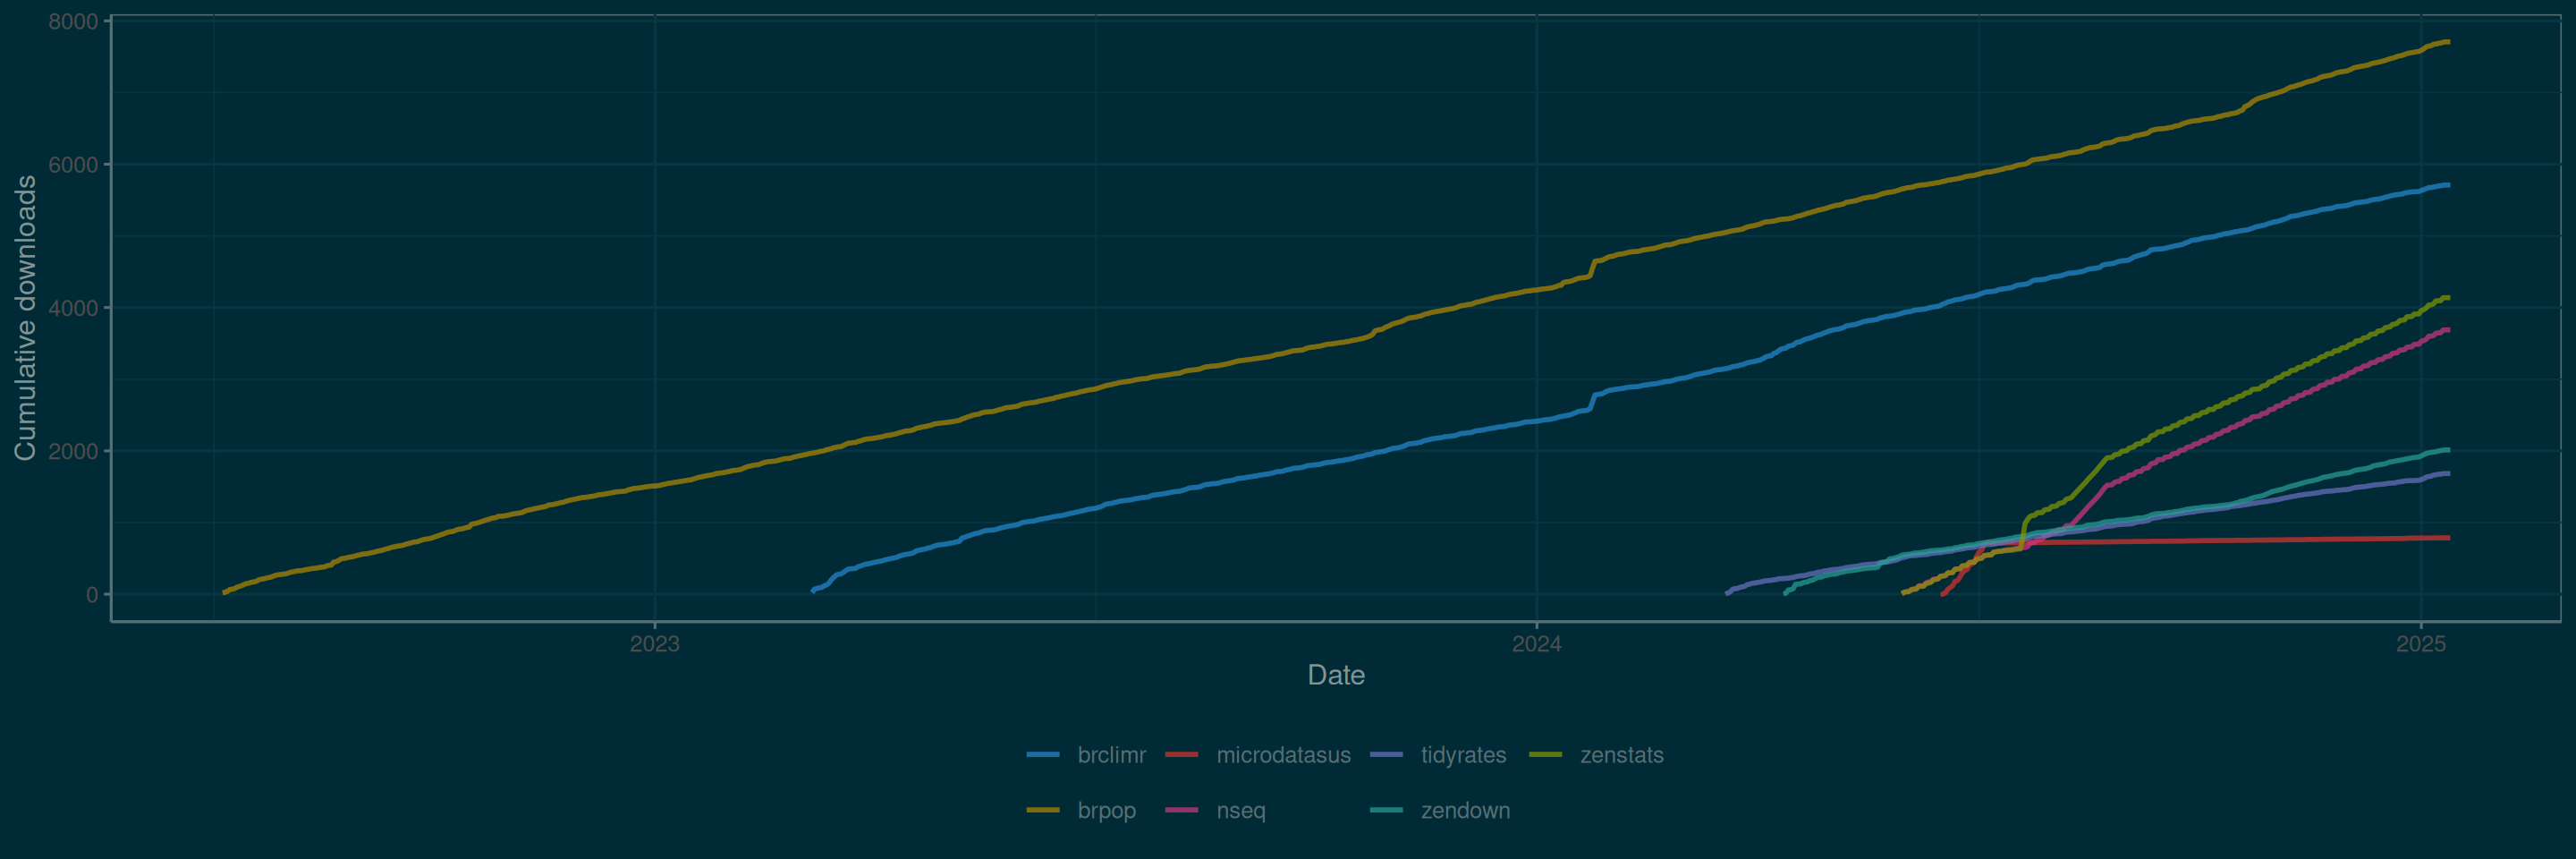 8000
6000
4000
2000
0
Cumulative downloads
2023 2024 2025
Date
brclimr microdatasus tidyrates zenstats
brpop nseq zendown